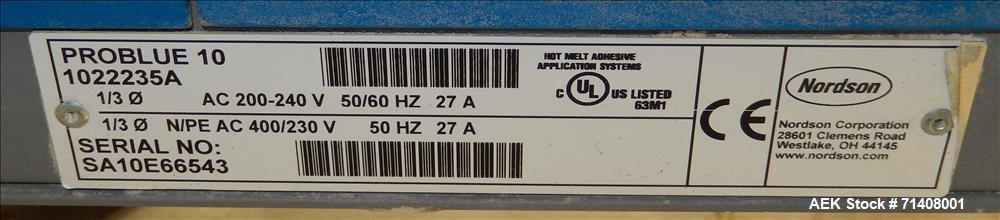 PROBLUE 10
1022235A
1/3 Ø AC 200-240 V 50/60 HZ 27 A
1/3 Ø N/PE AC 400/230 V 50 HZ 27 A
SERIAL NO:
SA10E66543
HOT MELT ADHESIVE
APPLICATION SYSTEMS
C UL US LISTED
63M1
CE
Nordson
Nordson Corporation
28601 Clemens Road
Westlake, OH 44145
www.nordson.com
AEK Stock # 71408001